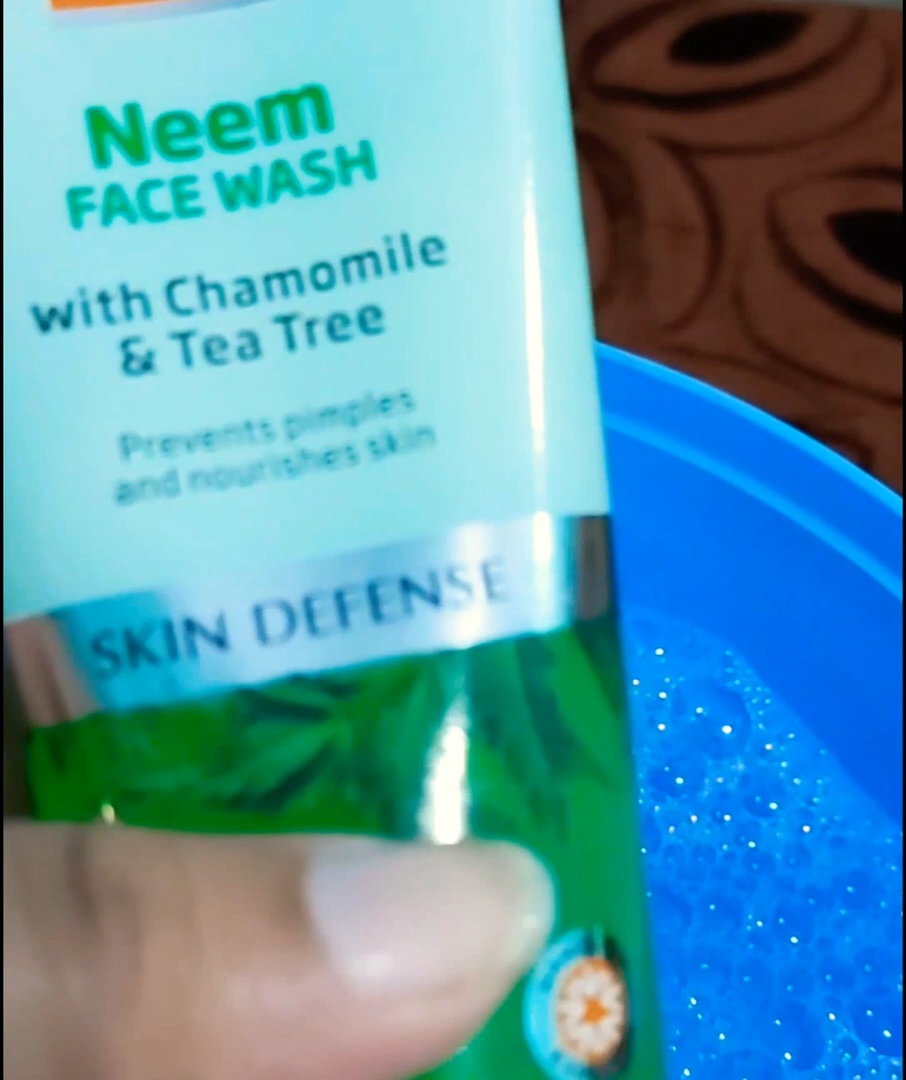 Neem
FACE WASH
with Chamomile
& Tea Tree
Prevents pimples
and nourishes skin
SKIN DEFENSE